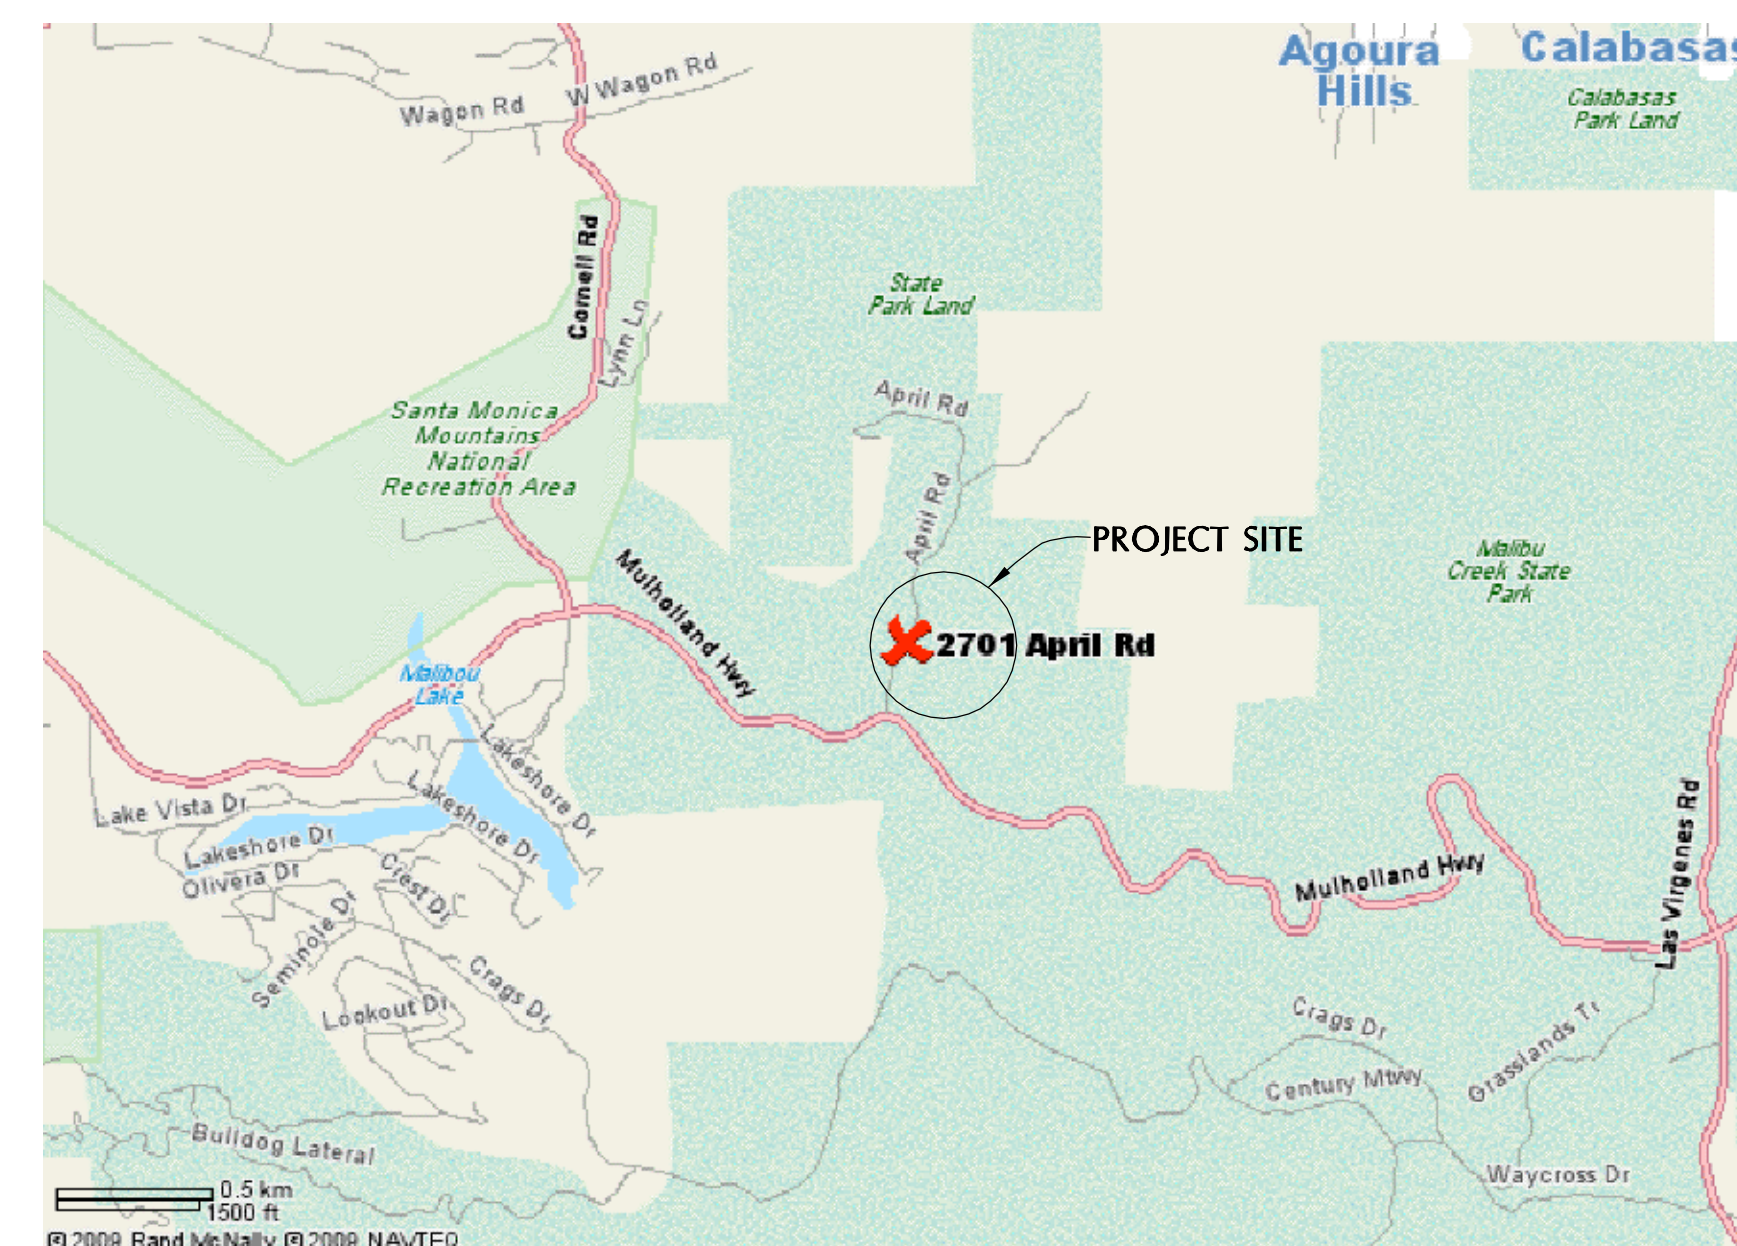 Agoura
Hills
Calabasas
Calabasas
Park Land
W Wagon Rd
Wagon Rd
Cornell Rd
Lynn Ln
State
Park Land
April Rd
Santa Monica
Mountains
National
Recreation Area
April Rd
PROJECT SITE
Malibu
Creek State
Park
Mulholland Hwy
2701 April Rd
Malibou
Lake
Lakeshore Dr
Lake Vista Dr
Lakeshore Dr
Lakeshore Dr
Olivera Dr
Crest Dr
Mulholland Hwy
Las Virgenes Rd
Seminole Dr
Crags Dr
Lookout Dr
Crags Dr
Grasslands Tr
Century Mtwy
Bulldog Lateral
Waycross Dr
0.5 km
1500 ft
© 2009 Rand McNally © 2009 NAVTEQ